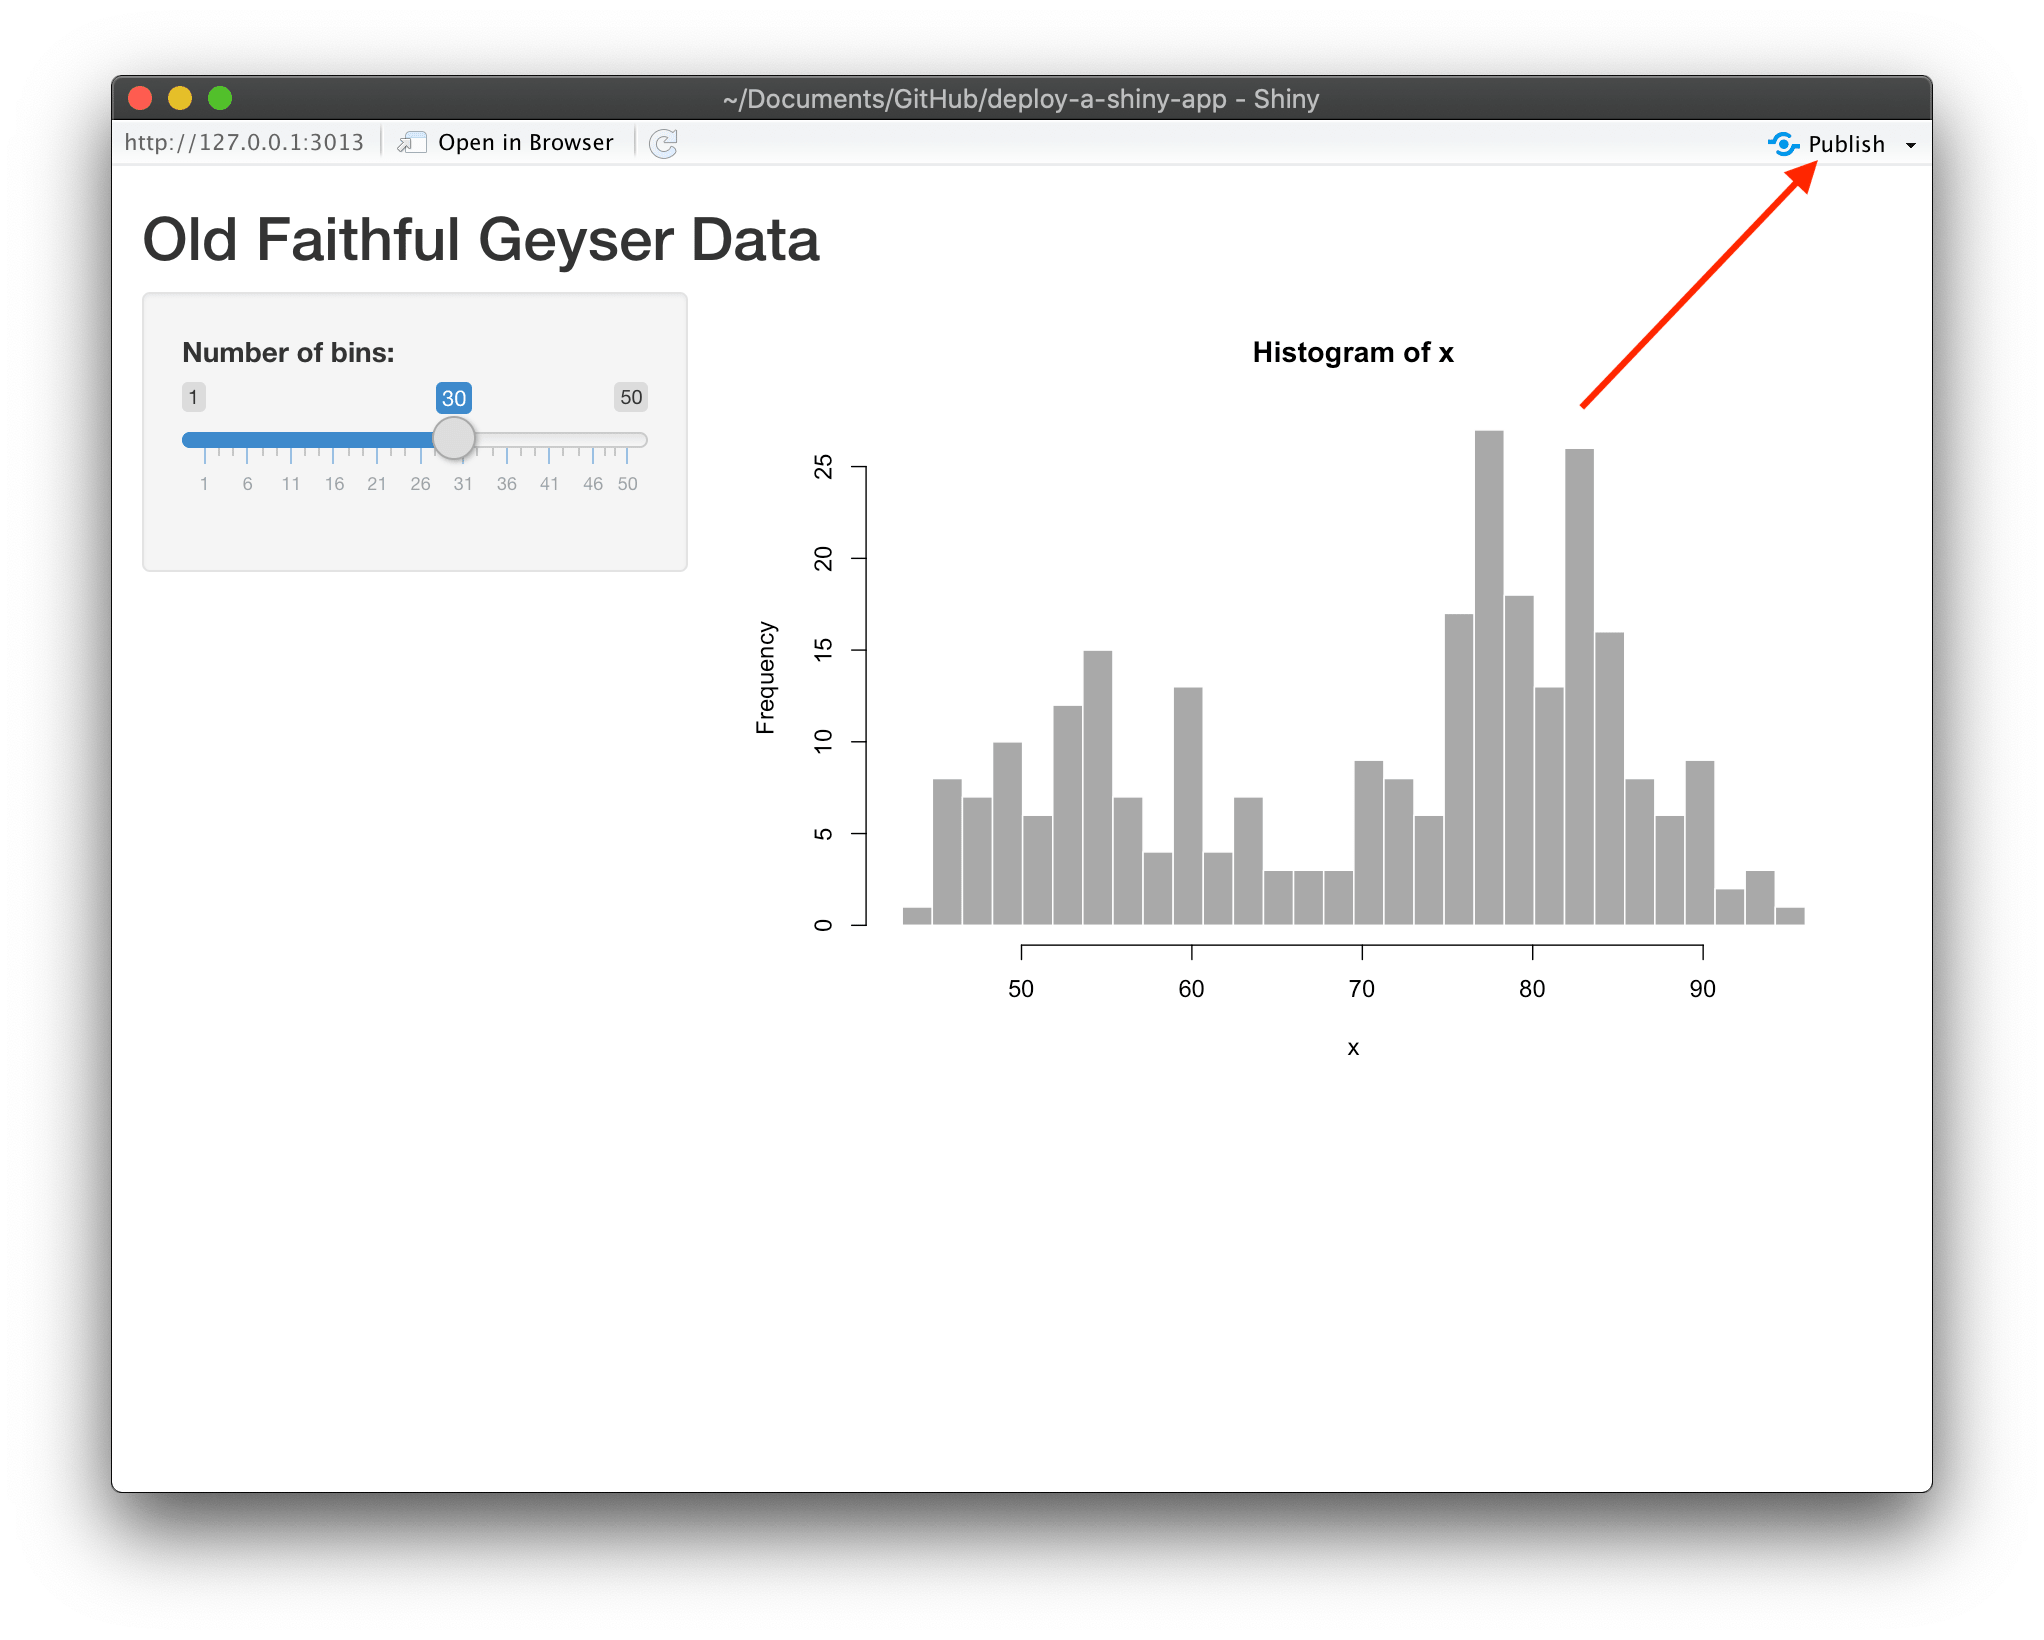 ~/Documents/GitHub/deploy-a-shiny-app - Shiny
http://127.0.0.1:3013 Open in Browser Publish
Old Faithful Geyser Data
Number of bins:
1 30 50
1 6 11 16 21 26 31 36 41 46 50
Histogram of x
Frequency
25
20
15
10
5
0
50 60 70 80 90
x